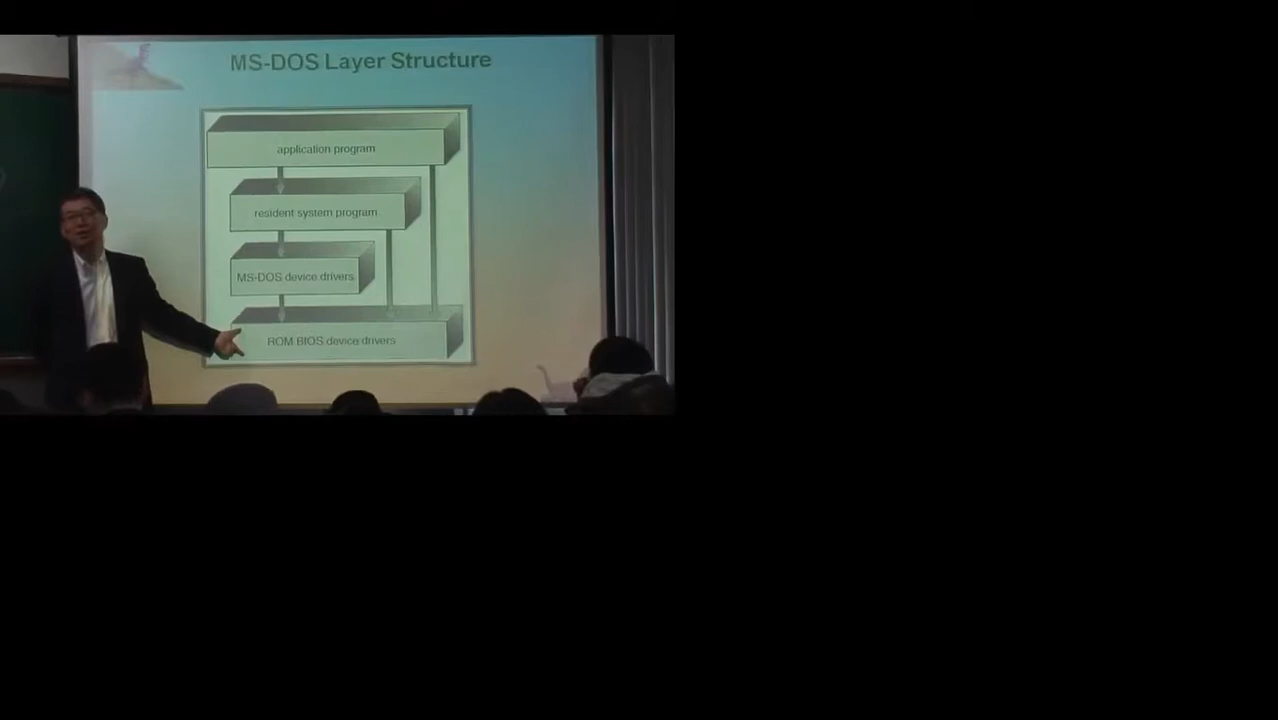 MS-DOS Layer Structure
application program
resident system program
MS-DOS device drivers
ROM BIOS device drivers